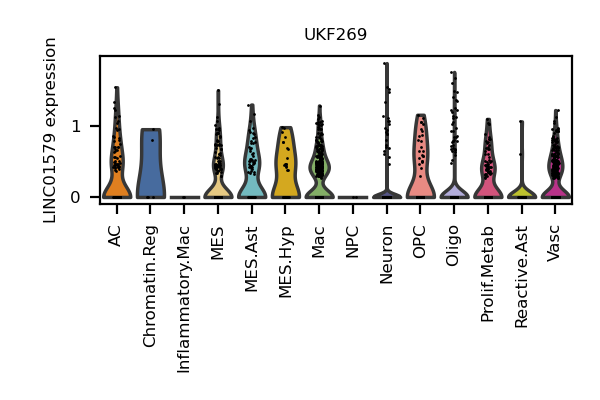 UKF269
LINC01579 expression
1
0
AC
Chromatin.Reg
Inflammatory.Mac
MES
MES.Ast
MES.Hyp
Mac
NPC
Neuron
OPC
Oligo
Prolif.Metab
Reactive.Ast
Vasc